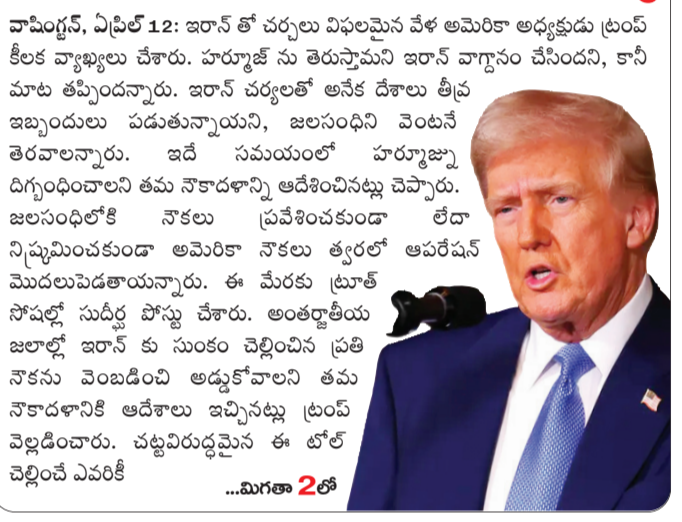 వాషింగ్టన్, ఏప్రిల్ 12: ఇరాన్ తో చర్చలు విఫలమైన వేళ అమెరికా అధ్యక్షుడు ట్రంప్
కీలక వ్యాఖ్యలు చేశారు. హర్మూజ్ ను తెరుస్తామని ఇరాన్ వాగ్దానం చేసిందని, కానీ
మాట తప్పిందన్నారు. ఇరాన్ చర్యలతో అనేక దేశాలు తీవ్ర
ఇబ్బందులు పడుతున్నాయని, జలసంధిని వెంటనే
తెరవాలన్నారు. ఇదే సమయంలో హర్మూజ్ను
దిగ్బంధించాలని తమ నౌకాదళాన్ని ఆదేశించినట్లు చెప్పారు.
జలసంధిలోకి నౌకలు ప్రవేశించకుండా లేదా
నిష్క్రమించకుండా అమెరికా నౌకలు త్వరలో ఆపరేషన్
మొదలుపెడతాయన్నారు. ఈ మేరకు ట్రూత్
సోషల్లో సుదీర్ఘ పోస్టు చేశారు. అంతర్జాతీయ
జలాల్లో ఇరాన్ కు సుంకం చెల్లించిన ప్రతి
నౌకను వెంబడించి అడ్డుకోవాలని తమ
నౌకాదళానికి ఆదేశాలు ఇచ్చినట్లు ట్రంప్
వెల్లడించారు. చట్టవిరుద్ధమైన ఈ టోల్
చెల్లించే ఎవరికీ
...మిగతా 2లో